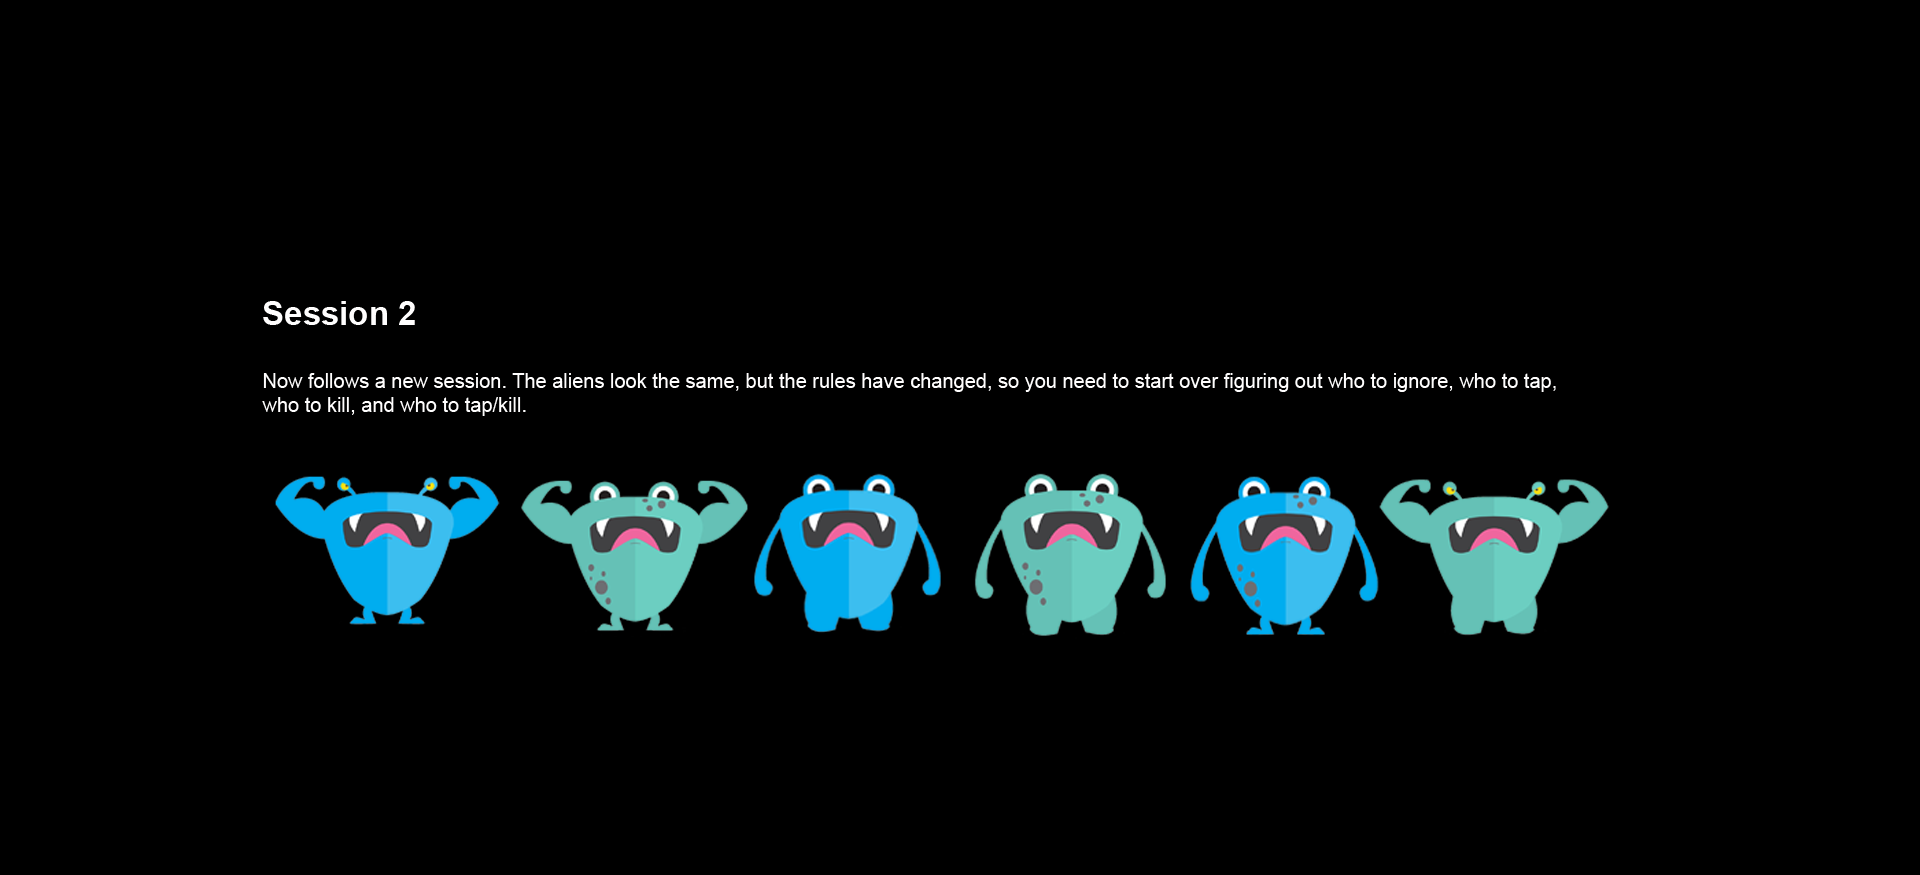 Session 2
Now follows a new session. The aliens look the same, but the rules have changed, so you need to start over figuring out who to ignore, who to tap,
who to kill, and who to tap/kill.